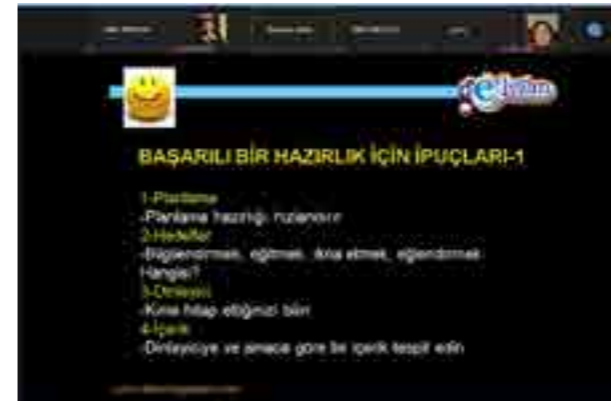 BAŞARILI BİR HAZIRLIK İÇİN İPUÇLARI-1
1-Planlama
-Planlama hazırlığı hızlandırır
2-Hedefler
-Bilgilendirmek, eğitmek, ikna etmek, eğlendirmek
Hangisi?
3-Dinleyici
-Kime hitap ettiğinizi bilin
4-İçerik
-Dinleyiciye ve amaca göre bir içerik tespit edin